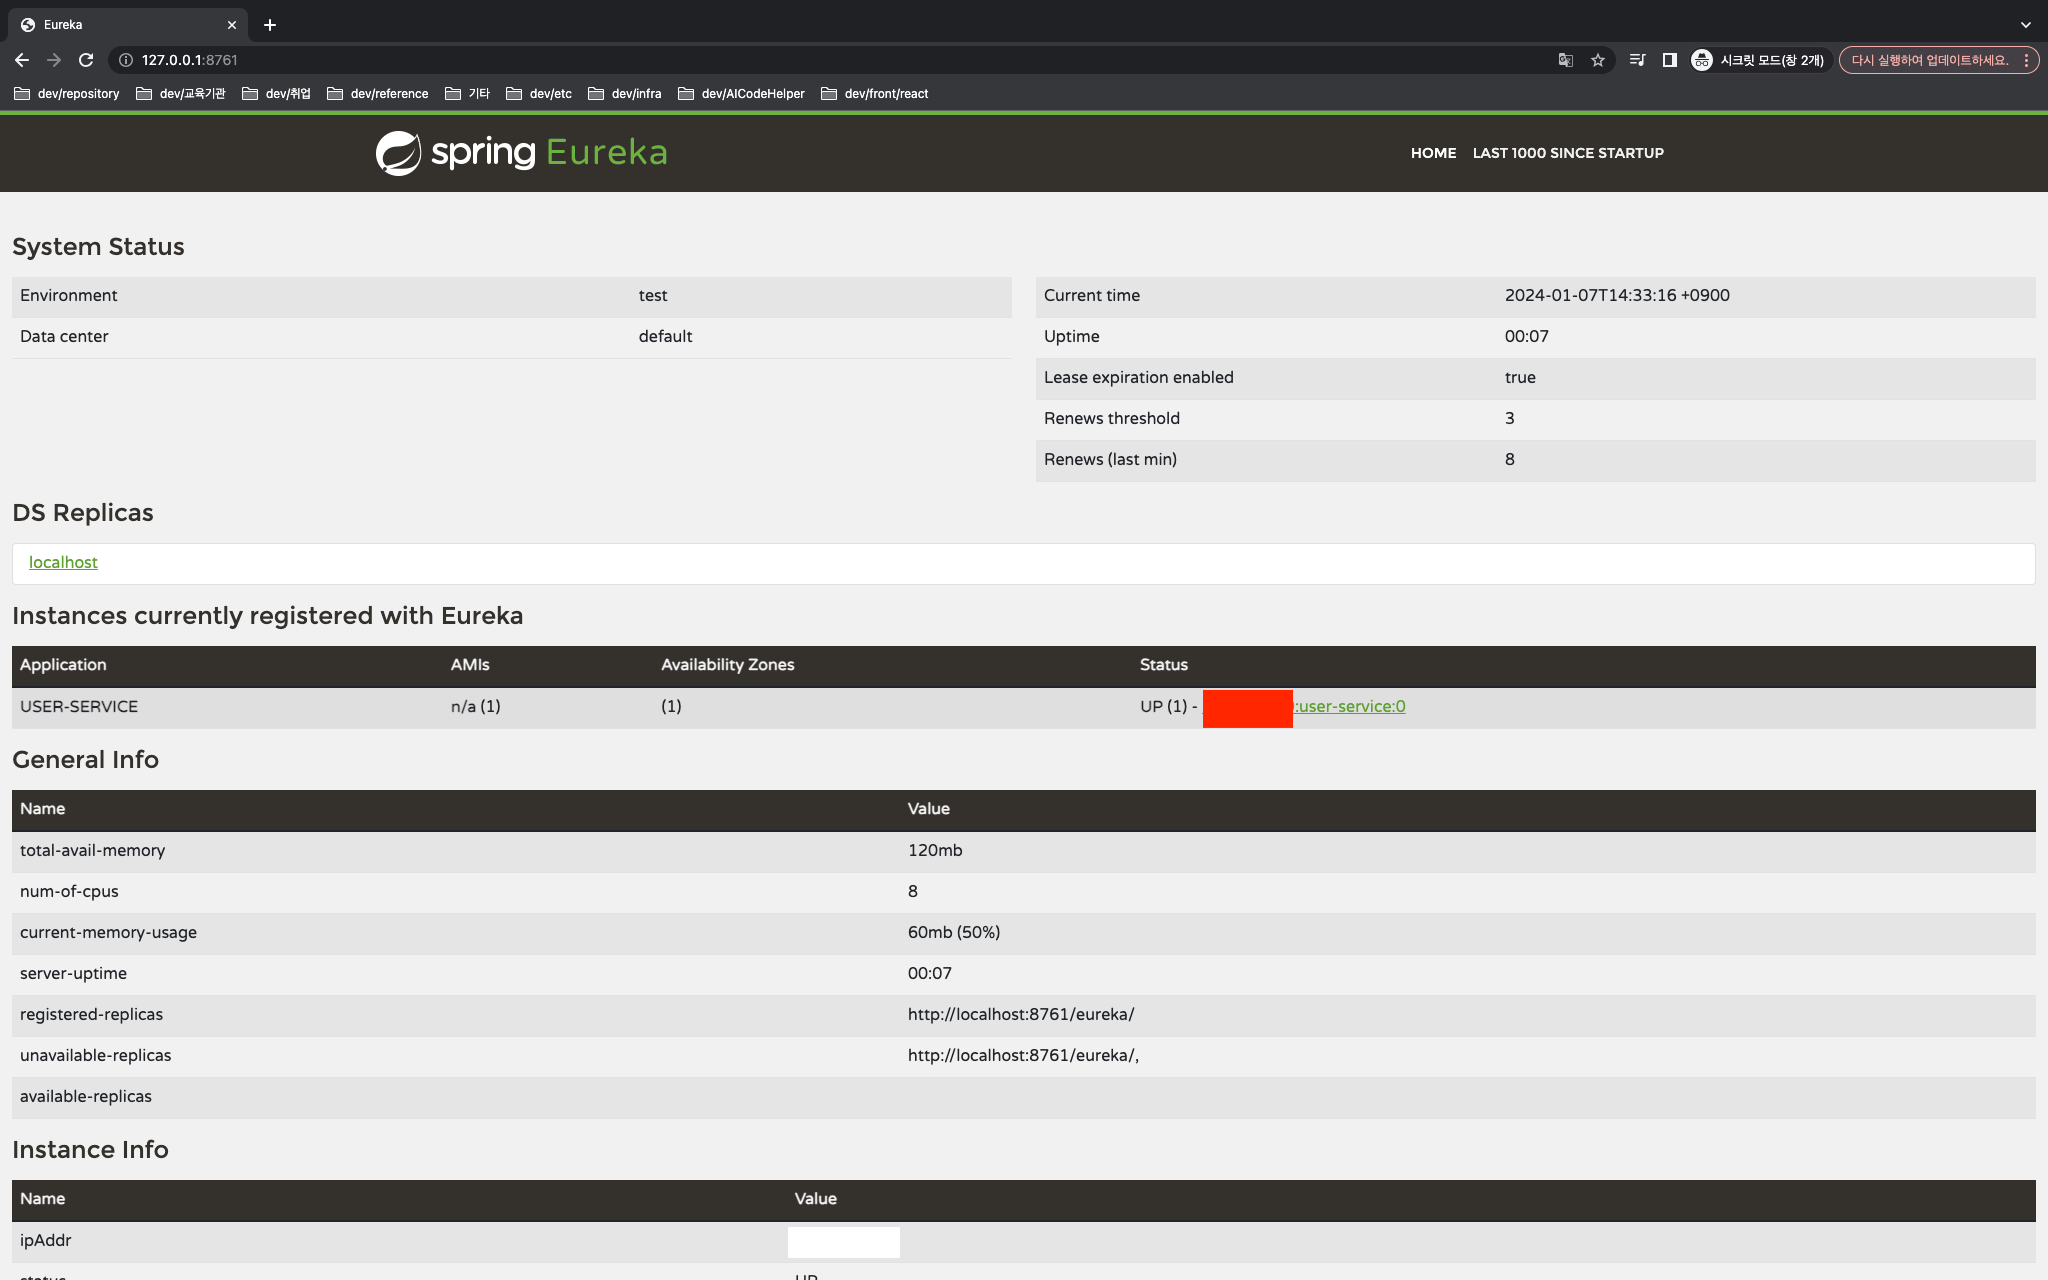 Eureka
127.0.0.1:8761
시크릿 모드(창 2개)
다시 실행하여 업데이트하세요.
dev/repository dev/교육기관 dev/취업 dev/reference 기타 dev/etc dev/infra dev/AICodeHelper dev/front/react
spring Eureka
HOME LAST 1000 SINCE STARTUP
System Status
Environment test
Data center default
Current time 2024-01-07T14:33:16 +0900
Uptime 00:07
Lease expiration enabled true
Renews threshold 3
Renews (last min) 8
DS Replicas
localhost
Instances currently registered with Eureka
Application AMIs Availability Zones Status
USER-SERVICE n/a (1) (1) UP (1) - :user-service:0
General Info
Name Value
total-avail-memory 120mb
num-of-cpus 8
current-memory-usage 60mb (50%)
server-uptime 00:07
registered-replicas http://localhost:8761/eureka/
unavailable-replicas http://localhost:8761/eureka/,
available-replicas
Instance Info
Name Value
ipAddr
status UP